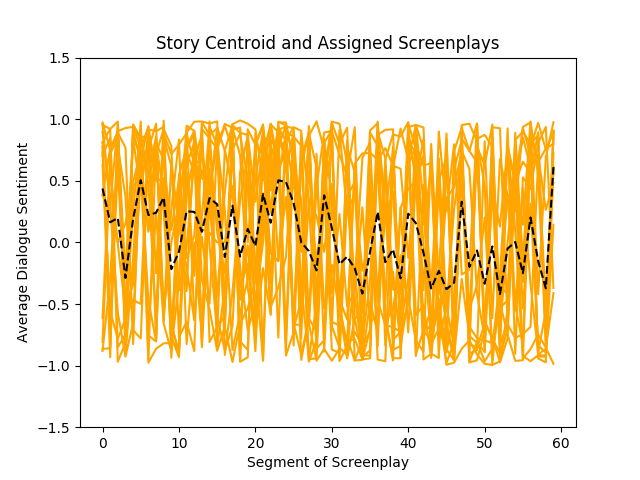 Story Centroid and Assigned Screenplays
1.5
1.0
0.5
0.0
−0.5
−1.0
−1.5
Average Dialogue Sentiment
0 10 20 30 40 50 60
Segment of Screenplay